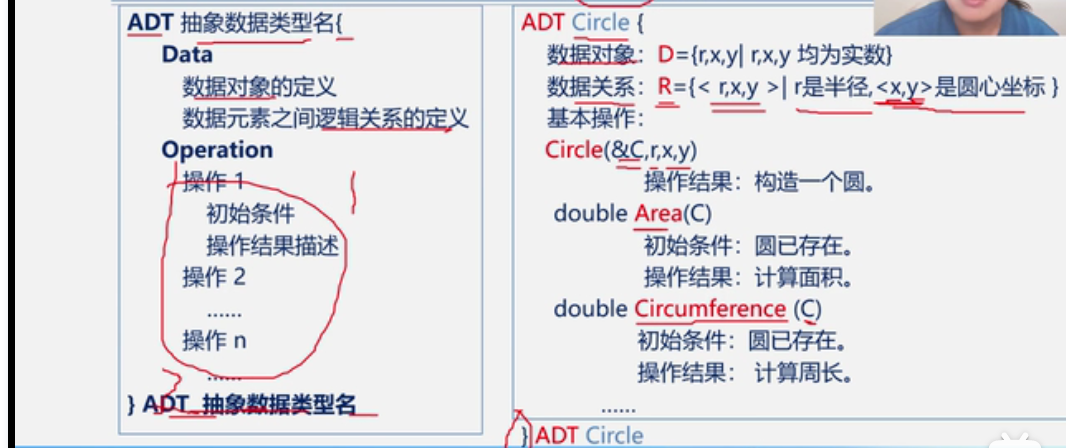 ADT 抽象数据类型名{
Data
数据对象的定义
数据元素之间逻辑关系的定义
Operation
操作 1
初始条件
操作结果描述
操作 2
......
操作 n
......
} ADT 抽象数据类型名
ADT Circle {
数据对象：D={r,x,y| r,x,y 均为实数}
数据关系：R={< r,x,y >| r是半径,<x,y>是圆心坐标 }
基本操作：
Circle(&C,r,x,y)
操作结果：构造一个圆。
double Area(C)
初始条件：圆已存在。
操作结果：计算面积。
double Circumference (C)
初始条件：圆已存在。
操作结果： 计算周长。
......
}ADT Circle